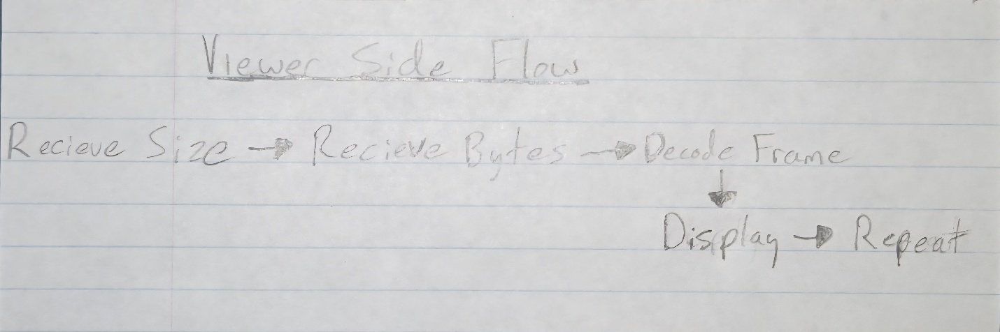 Viewer Side Flow
Recieve Size → Recieve Bytes → Decode Frame
↓
Display → Repeat